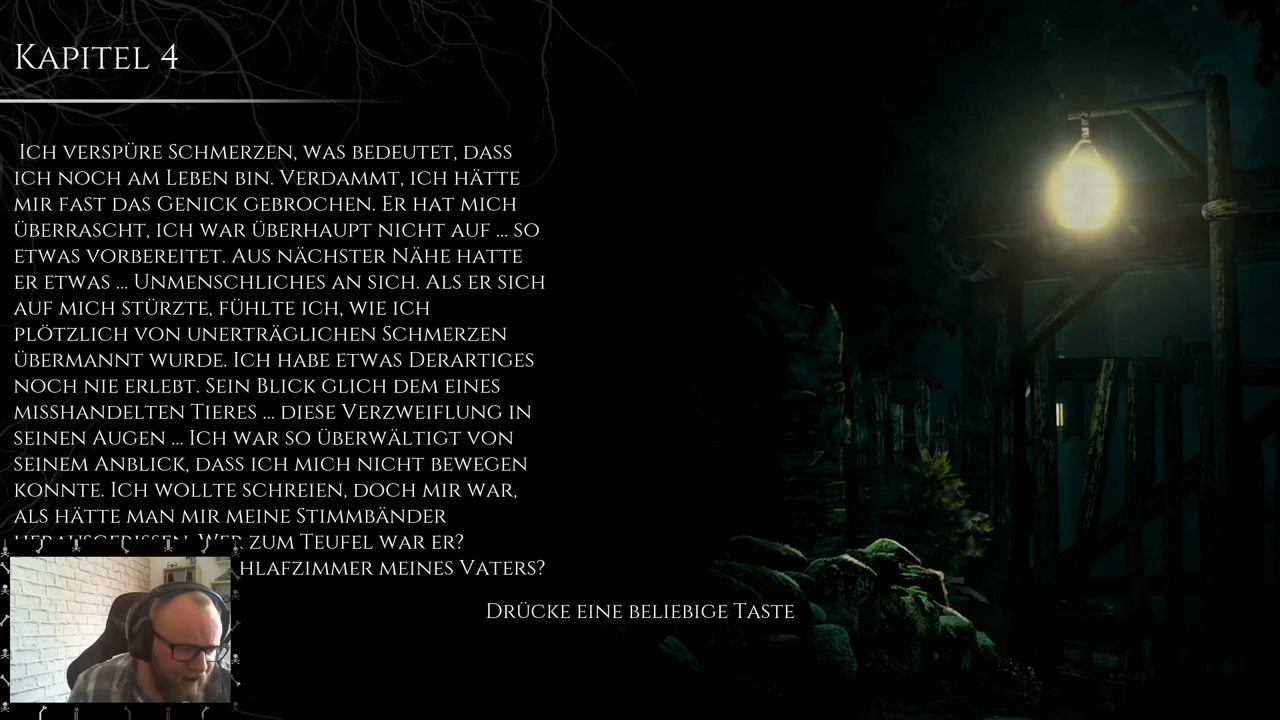 Kapitel 4
Ich verspüre Schmerzen, was bedeutet, dass
ich noch am Leben bin. Verdammt, ich hätte
mir fast das Genick gebrochen. Er hat mich
überrascht, ich war überhaupt nicht auf ... so
etwas vorbereitet. Aus nächster Nähe hatte
er etwas ... Unmenschliches an sich. Als er sich
auf mich stürzte, fühlte ich, wie ich
plötzlich von unerträglichen Schmerzen
übermannt wurde. Ich habe etwas Derartiges
noch nie erlebt. Sein Blick glich dem eines
misshandelten Tieres ... diese Verzweiflung in
seinen Augen ... Ich war so überwältigt von
seinem Anblick, dass ich mich nicht bewegen
konnte. Ich wollte schreien, doch mir war,
als hätte man mir meine Stimmbänder
herausgerissen. Wer zum Teufel war er?
hlafzimmer meines Vaters?
Drücke eine beliebige Taste